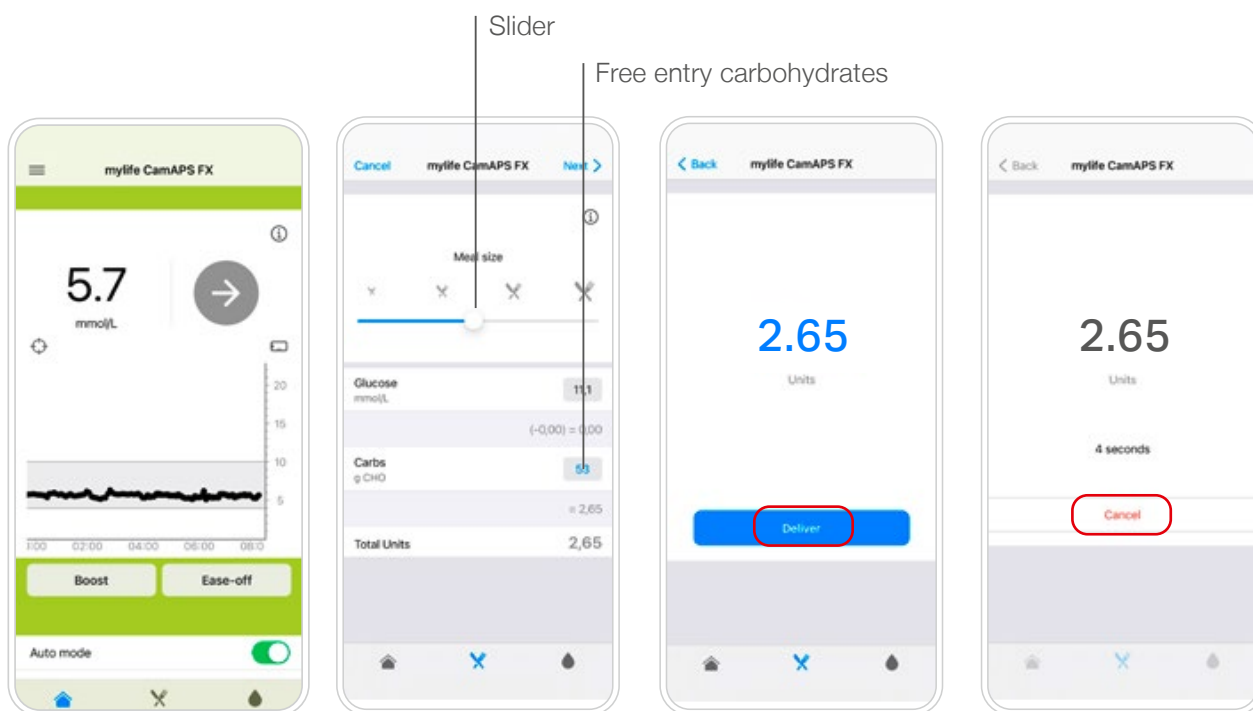 Slider
Free entry carbohydrates
mylife CamAPS FX
5.7
mmol/L
20
15
10
5
02:00 04:00 06:00
Boost Ease-off
Auto mode
Cancel mylife CamAPS FX Next >
Meal size
Glucose 11,1
mmol/L
(-0,00) = 0,00
Carbs 53
g CHO
= 2,65
Total Units 2,65
< Back mylife CamAPS FX
2.65
Units
Deliver
< Back mylife CamAPS FX
2.65
Units
4 seconds
Cancel